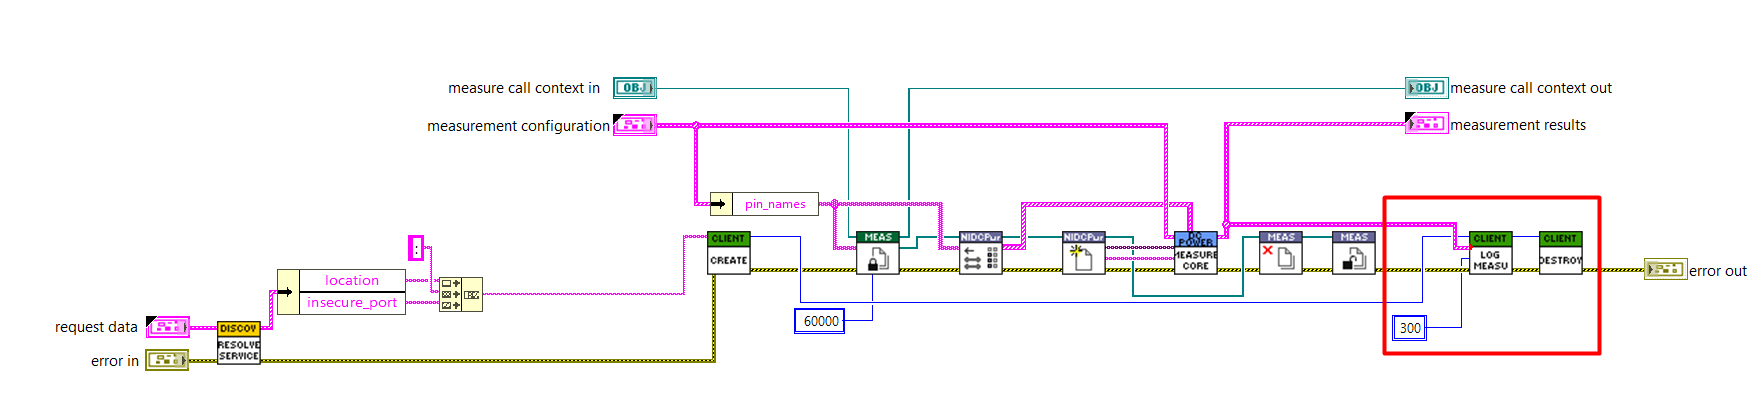 measure call context in
OBJ
OBJ
measure call context out
measurement configuration
measurement results
pin_names
CLIENT
CREATE
MEAS
NIDCPur
NIDCPur
DC
POWER
MEASURE
CORE
MEAS
MEAS
CLIENT
LOG
MEASU
CLIENT
DESTROY
:
location
insecure_port
error out
60000
300
request data
DISCOV
RESOLVE
SERVICE
error in